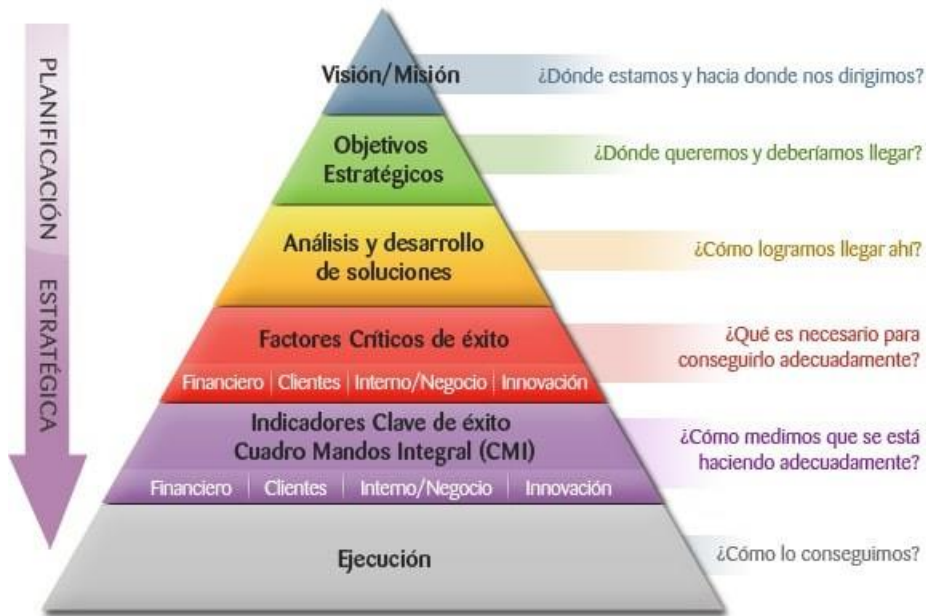 PLANIFICACIÓN ESTRATÉGICA
Visión/Misión
¿Dónde estamos y hacia donde nos dirigimos?
Objetivos
Estratégicos
¿Dónde queremos y deberíamos llegar?
Análisis y desarrollo
de soluciones
¿Cómo logramos llegar ahí?
Factores Críticos de éxito
Financiero Clientes Interno/Negocio Innovación
¿Qué es necesario para
conseguirlo adecuadamente?
Indicadores Clave de éxito
Cuadro Mandos Integral (CMI)
Financiero Clientes Interno/Negocio Innovación
¿Cómo medimos que se está
haciendo adecuadamente?
Ejecución
¿Cómo lo conseguimos?